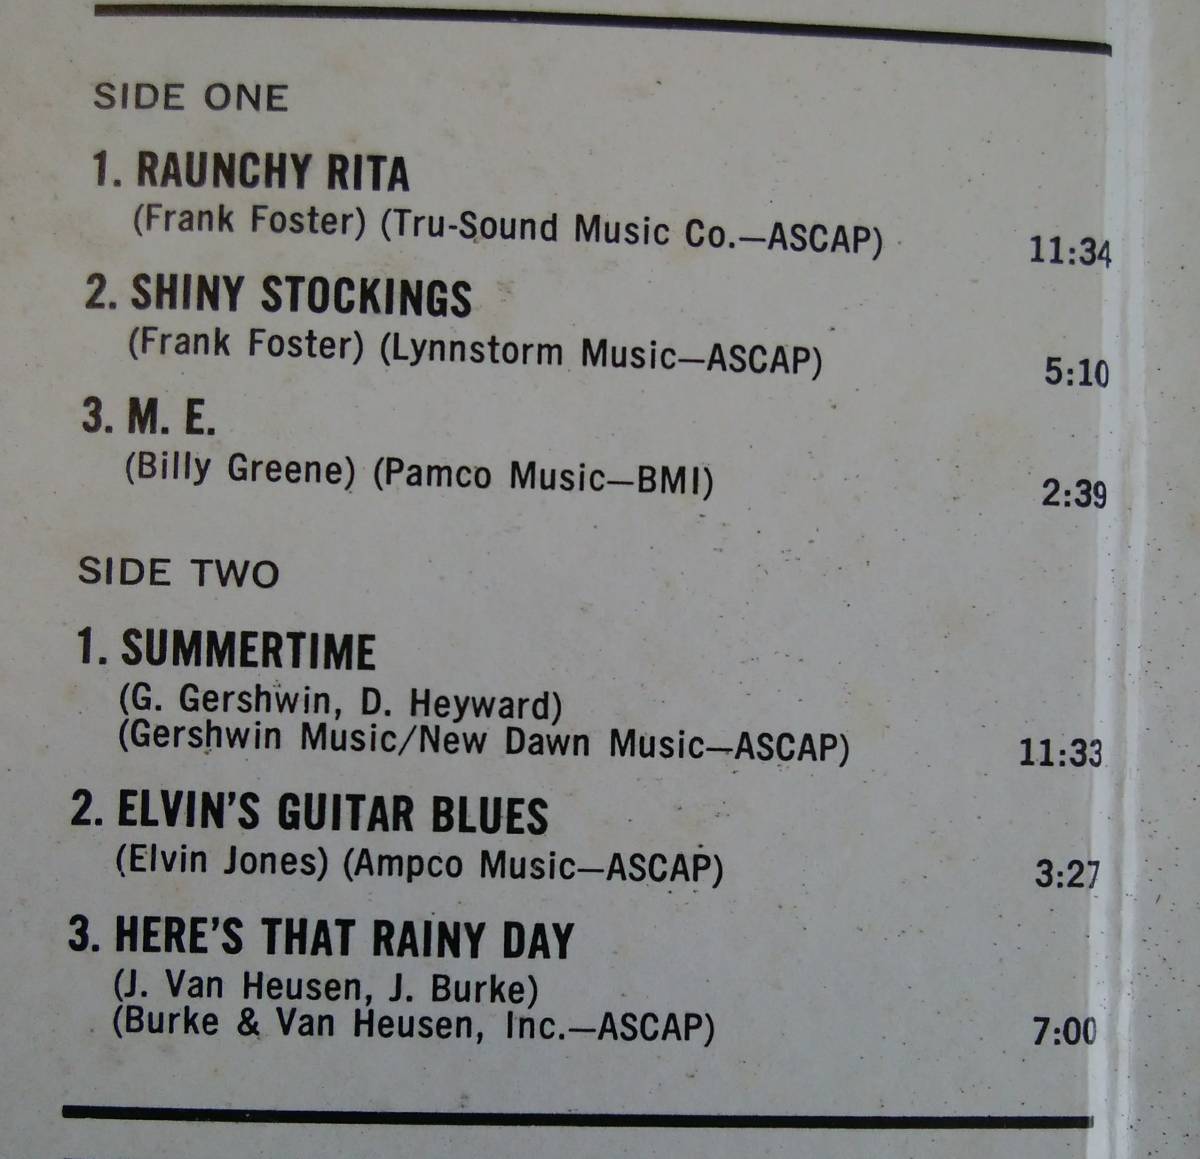 SIDE ONE
1. RAUNCHY RITA
(Frank Foster) (Tru-Sound Music Co.—ASCAP) 11:34
2. SHINY STOCKINGS
(Frank Foster) (Lynnstorm Music—ASCAP) 5:10
3. M. E.
(Billy Greene) (Pamco Music—BMI) 2:39
SIDE TWO
1. SUMMERTIME
(G. Gershwin, D. Heyward)
(Gershwin Music/New Dawn Music—ASCAP) 11:33
2. ELVIN'S GUITAR BLUES
(Elvin Jones) (Ampco Music—ASCAP) 3:27
3. HERE'S THAT RAINY DAY
(J. Van Heusen, J. Burke)
(Burke & Van Heusen, Inc.—ASCAP) 7:00